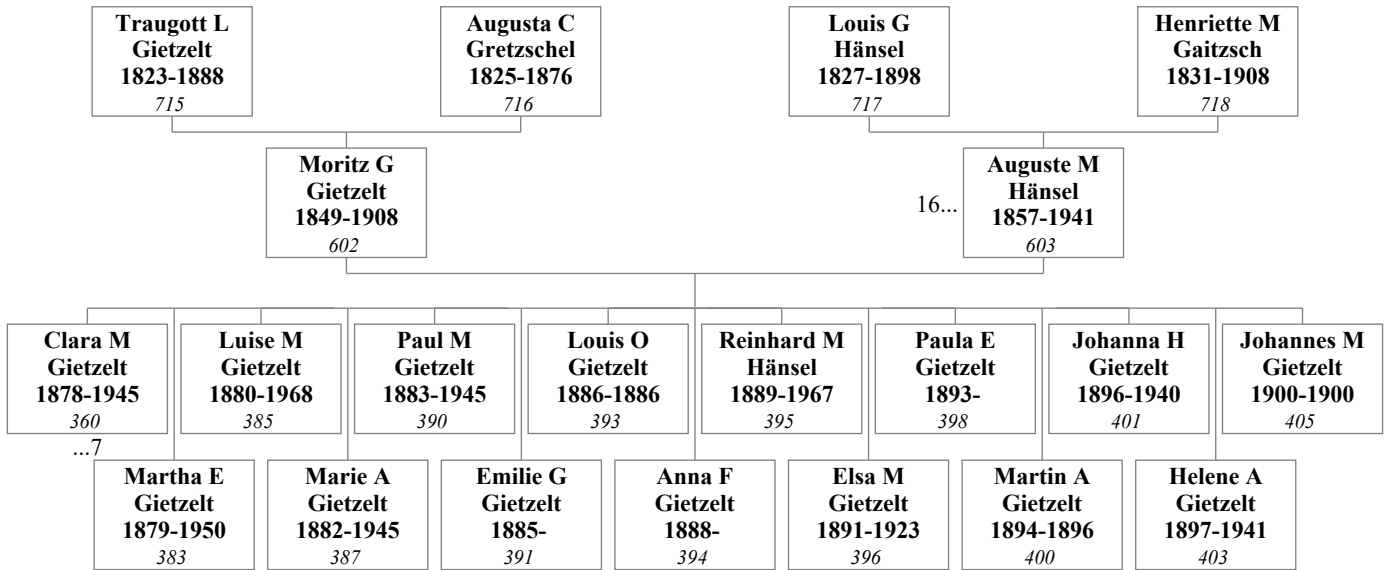 Traugott L
Gietzelt
1823-1888
715
Augusta C
Gretzschel
1825-1876
716
Louis G
Hänsel
1827-1898
717
Henriette M
Gaitzsch
1831-1908
718
Moritz G
Gietzelt
1849-1908
602
16...
Auguste M
Hänsel
1857-1941
603
Clara M
Gietzelt
1878-1945
360
...7
Luise M
Gietzelt
1880-1968
385
Paul M
Gietzelt
1883-1945
390
Louis O
Gietzelt
1886-1886
393
Reinhard M
Hänsel
1889-1967
395
Paula E
Gietzelt
1893-
398
Johanna H
Gietzelt
1896-1940
401
Johannes M
Gietzelt
1900-1900
405
Martha E
Gietzelt
1879-1950
383
Marie A
Gietzelt
1882-1945
387
Emilie G
Gietzelt
1885-
391
Anna F
Gietzelt
1888-
394
Elsa M
Gietzelt
1891-1923
396
Martin A
Gietzelt
1894-1896
400
Helene A
Gietzelt
1897-1941
403